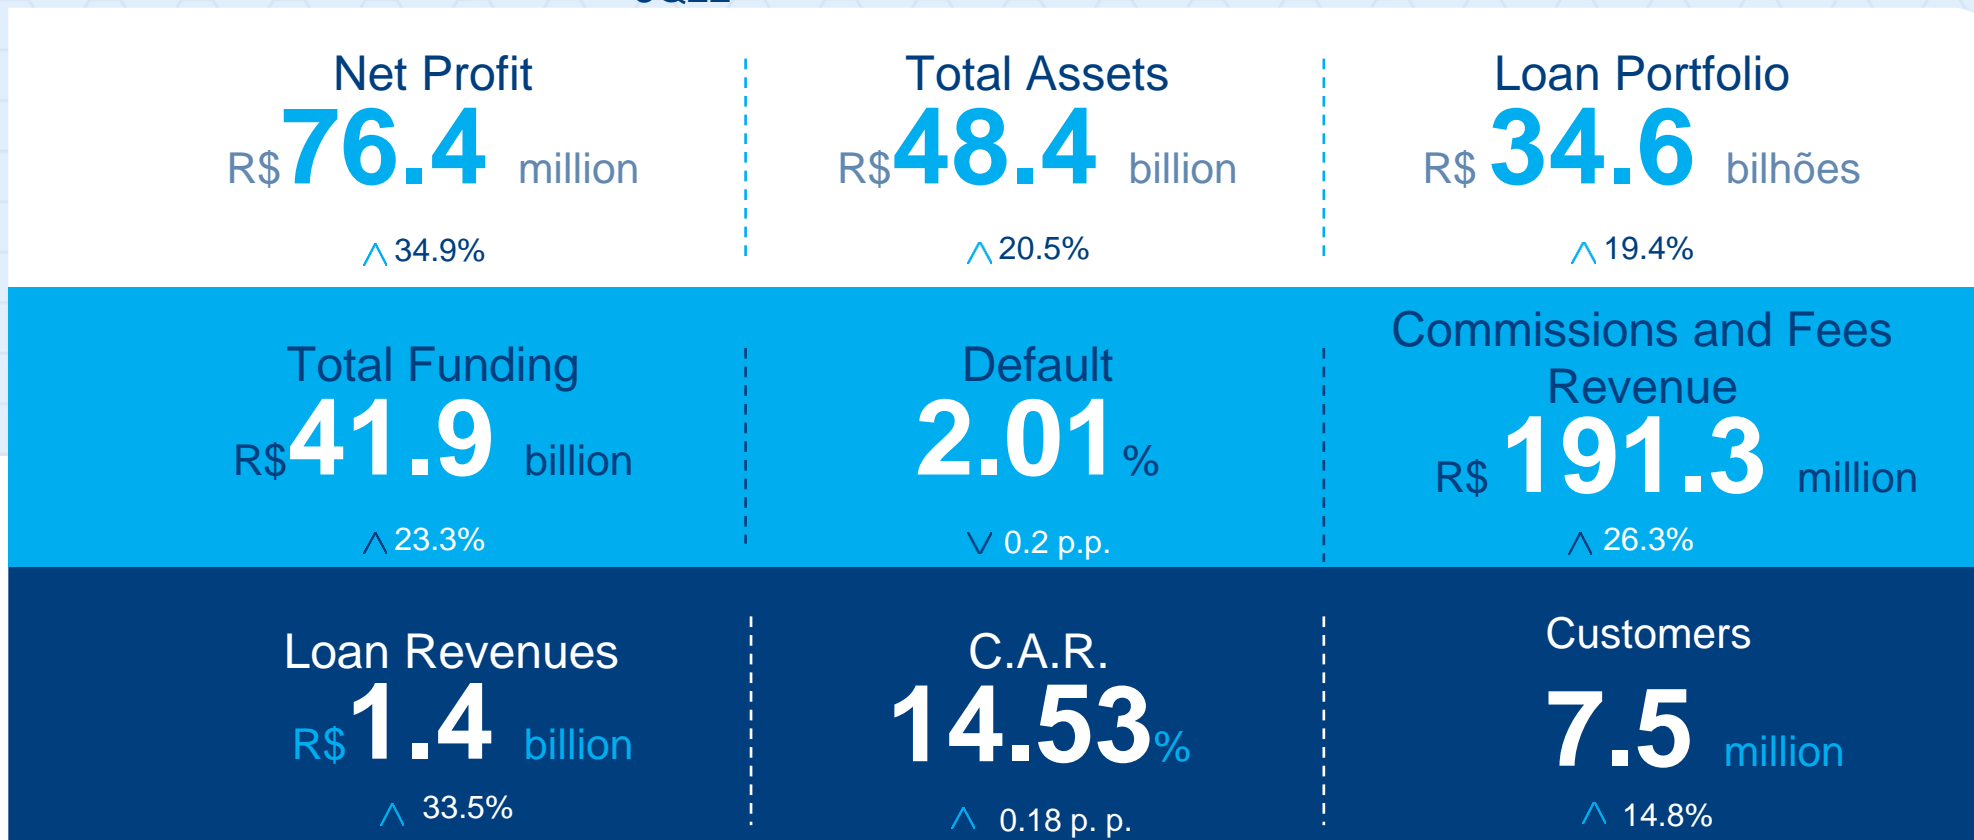 Net Profit
R$76.4 million
34.9%
Total Assets
R$48.4 billion
20.5%
Loan Portfolio
R$ 34.6 bilhões
19.4%
Total Funding
R$41.9 billion
23.3%
Default
2.01%
0.2 p.p.
Commissions and Fees
Revenue
R$ 191.3 million
26.3%
Loan Revenues
R$1.4 billion
33.5%
C.A.R.
14.53%
0.18 p. p.
Customers
7.5 million
14.8%